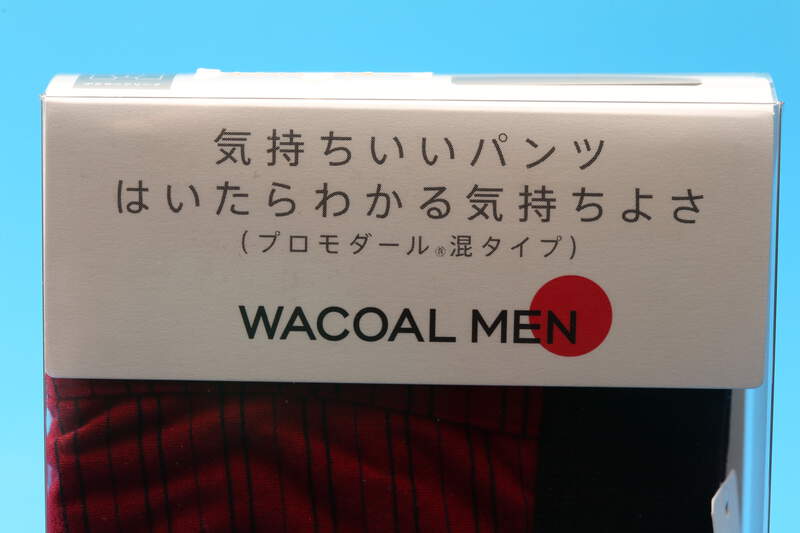 気持ちいいパンツ
はいたらわかる気持ちよさ
(プロモダール®混タイプ)
WACOAL MEN